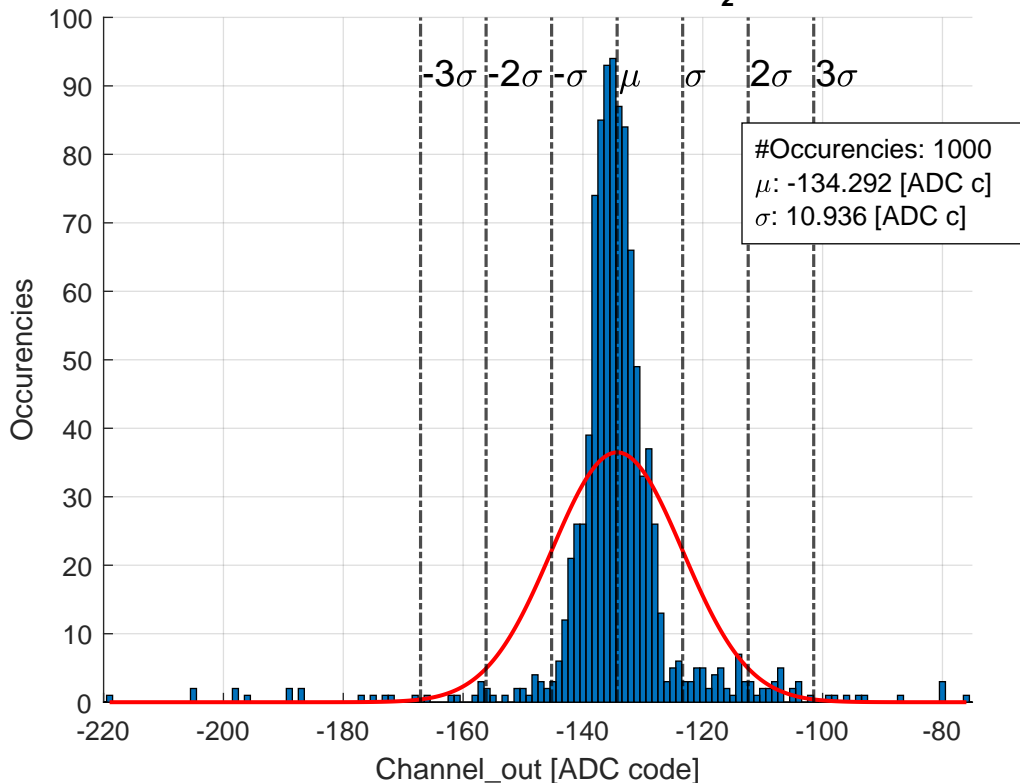 2
100
90
80
70
60
50
40
30
20
10
0
-3σ -2σ -σ μ σ 2σ 3σ
#Occurencies: 1000
μ: -134.292 [ADC c]
σ: 10.936 [ADC c]
Occurencies
-220 -200 -180 -160 -140 -120 -100 -80
Channel_out [ADC code]